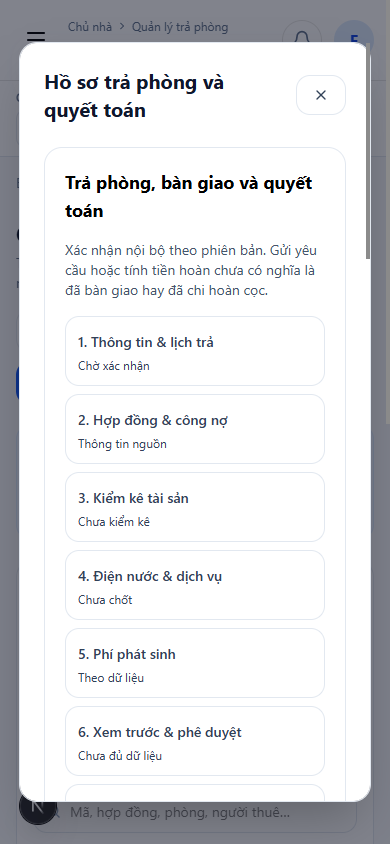 Chủ nhà > Quản lý trả phòng
Hồ sơ trả phòng và
quyết toán
Trả phòng, bàn giao và quyết
toán
Xác nhận nội bộ theo phiên bản. Gửi yêu
cầu hoặc tính tiền hoàn chưa có nghĩa là
đã bàn giao hay đã chi hoàn cọc.
1. Thông tin & lịch trả
Chờ xác nhận
2. Hợp đồng & công nợ
Thông tin nguồn
3. Kiểm kê tài sản
Chưa kiểm kê
4. Điện nước & dịch vụ
Chưa chốt
5. Phí phát sinh
Theo dữ liệu
6. Xem trước & phê duyệt
Chưa đủ dữ liệu
Mã, hợp đồng, phòng, người thuê...